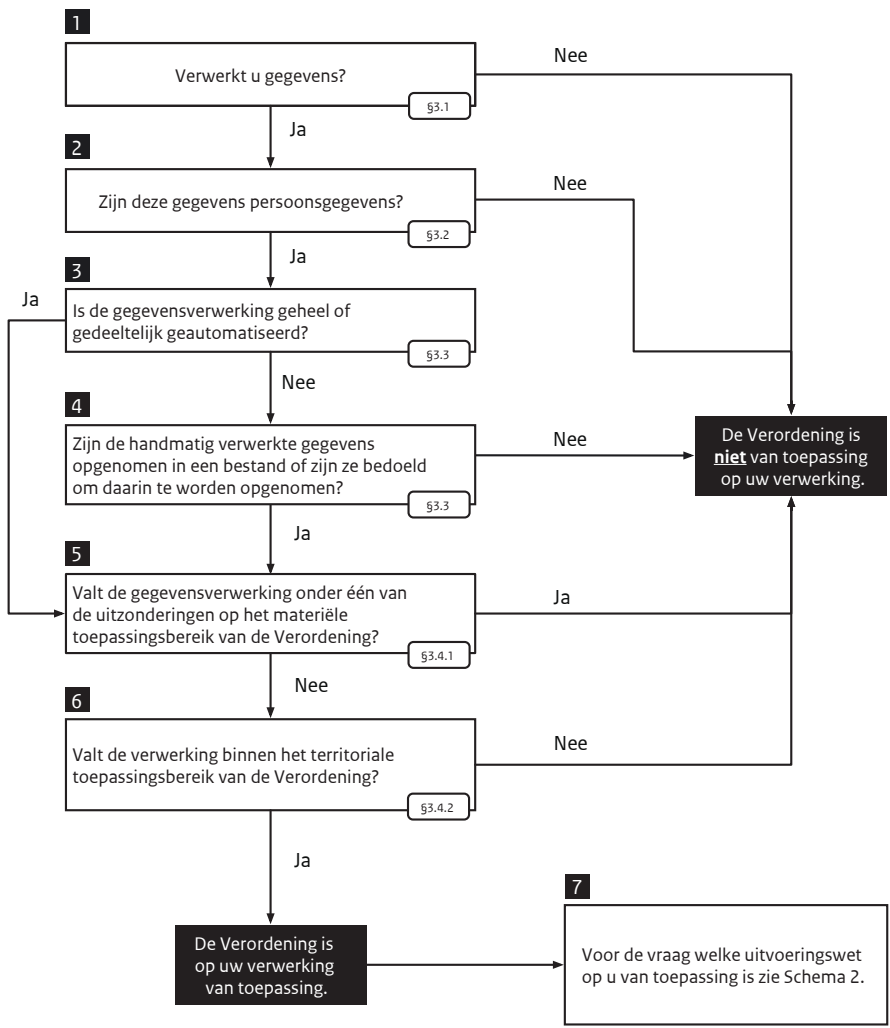 1
Verwerkt u gegevens?
§3.1
Nee
Ja
2
Zijn deze gegevens persoonsgegevens?
§3.2
Nee
Ja
3
Is de gegevensverwerking geheel of
gedeeltelijk geautomatiseerd?
§3.3
Ja
Nee
4
Zijn de handmatig verwerkte gegevens
opgenomen in een bestand of zijn ze bedoeld
om daarin te worden opgenomen?
§3.3
Nee
De Verordening is
niet van toepassing
op uw verwerking.
Ja
5
Valt de gegevensverwerking onder één van
de uitzonderingen op het materiële
toepassingsbereik van de Verordening?
§3.4.1
Ja
Nee
6
Valt de verwerking binnen het territoriale
toepassingsbereik van de Verordening?
§3.4.2
Nee
Ja
De Verordening is
op uw verwerking
van toepassing.
7
Voor de vraag welke uitvoeringswet
op u van toepassing is zie Schema 2.